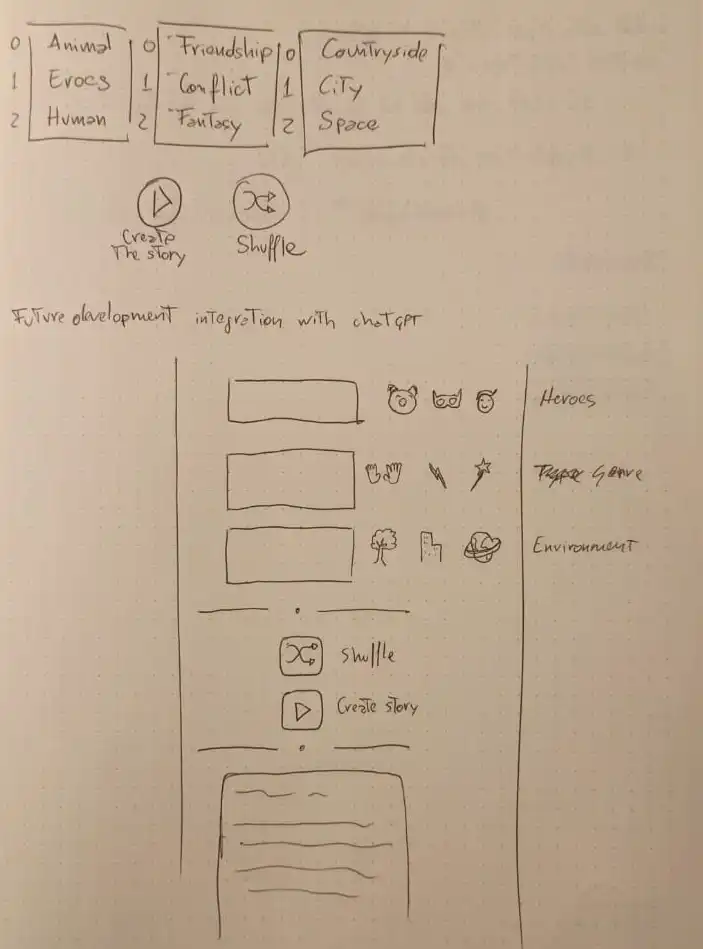 0 Animal 0 Friendship 0 Countryside
1 Eroes 1 Conflict 1 City
2 Human 2 Fantasy 2 Space
Create
The story
Shuffle
Future development integration with chatGPT
Heroes
Genre
Environment
Shuffle
Create story